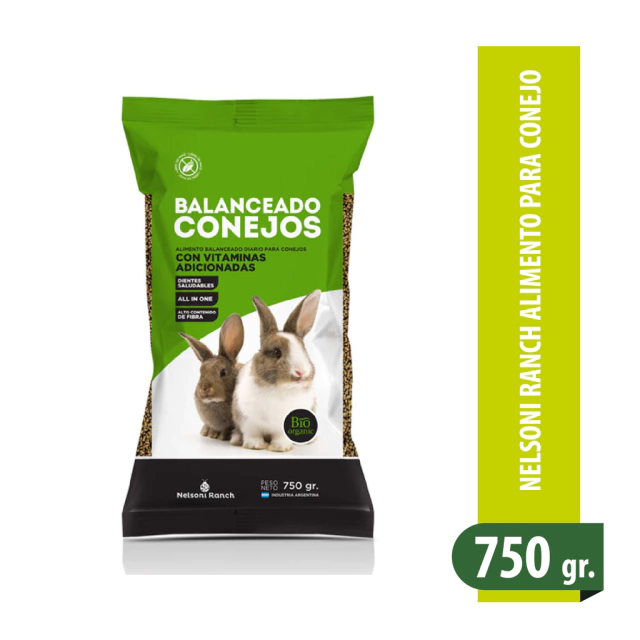 BALANCEADO
CONEJOS
ALIMENTO BALANCEADO DIARIO PARA CONEJOS
CON VITAMINAS
ADICIONADAS
DIENTES
SALUDABLES
ALL IN ONE
ALTO CONTENIDO
DE FIBRA
Bio
organic
Nelsoni Ranch
PESO
NETO 750 gr.
INDUSTRIA ARGENTINA
NELSONI RANCH ALIMENTO PARA CONEJO
750 gr.